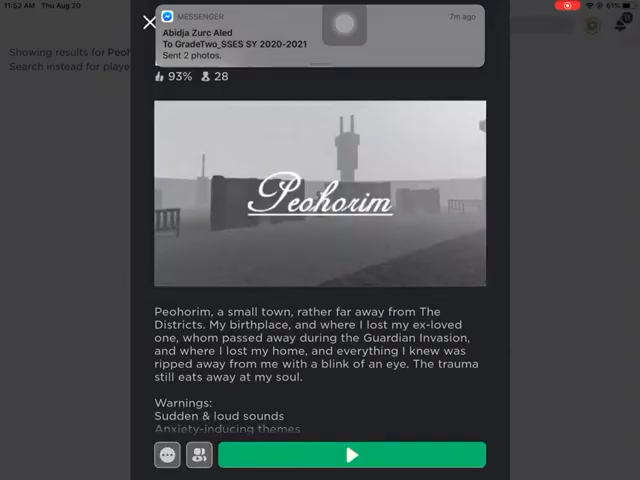 11:52 AM Thu Aug 20
61%
MESSENGER
7m ago
Abidja Zurc Aled
To GradeTwo_SSES SY 2020-2021
Sent 2 photos.
Showing results for Peoh
Search instead for playe
93% 28
Peohorim
Peohorim, a small town, rather far away from The
Districts. My birthplace, and where I lost my ex-loved
one, whom passed away during the Guardian Invasion,
and where I lost my home, and everything I knew was
ripped away from me with a blink of an eye. The trauma
still eats away at my soul.
Warnings:
Sudden & loud sounds
Anxiety-inducing themes